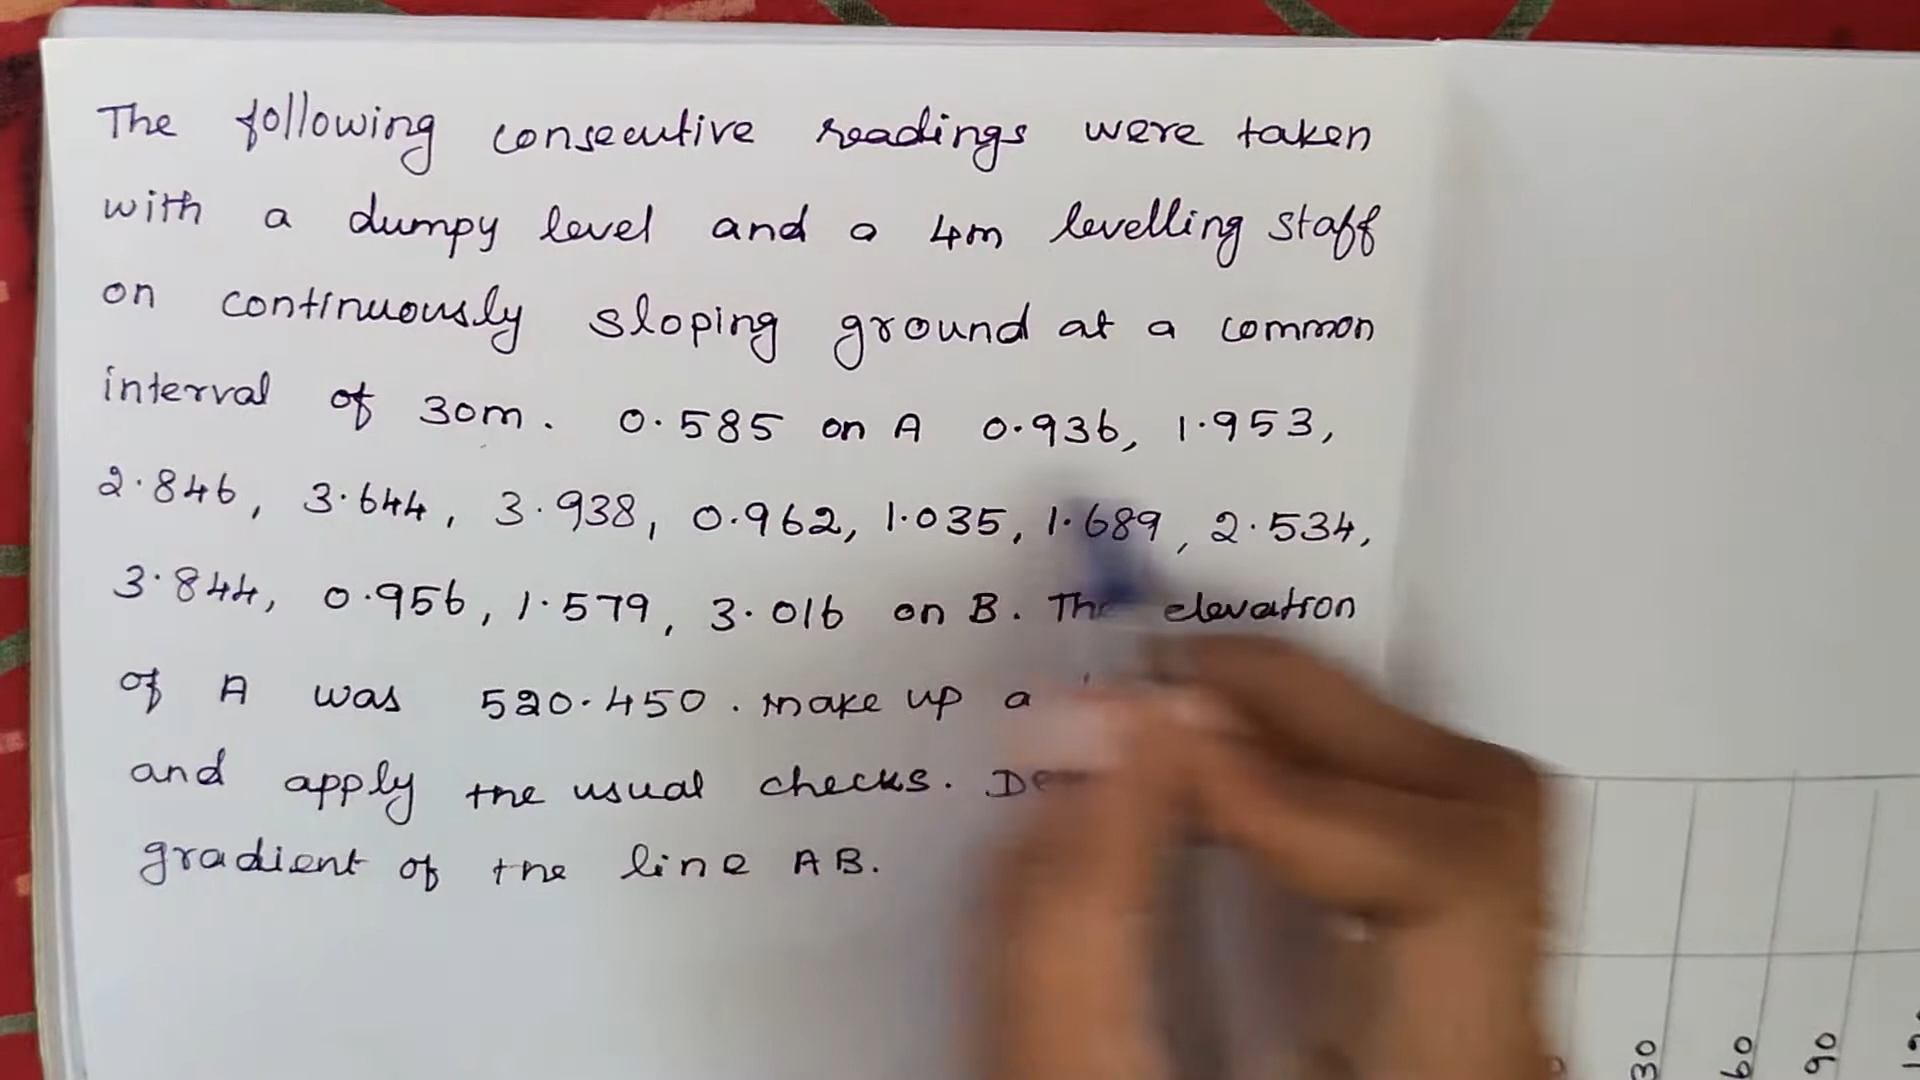 The following consecutive readings were taken
with a dumpy level and a 4m levelling staff
on continuously sloping ground at a common
interval of 30m. 0.585 on A 0.936, 1.953,
2.846, 3.644, 3.938, 0.962, 1.035, 1.689, 2.534,
3.844, 0.956, 1.579, 3.016 on B. The elevation
of A was 520.450. make up a
and apply the usual checks.
gradient of the line AB.
30
60
90